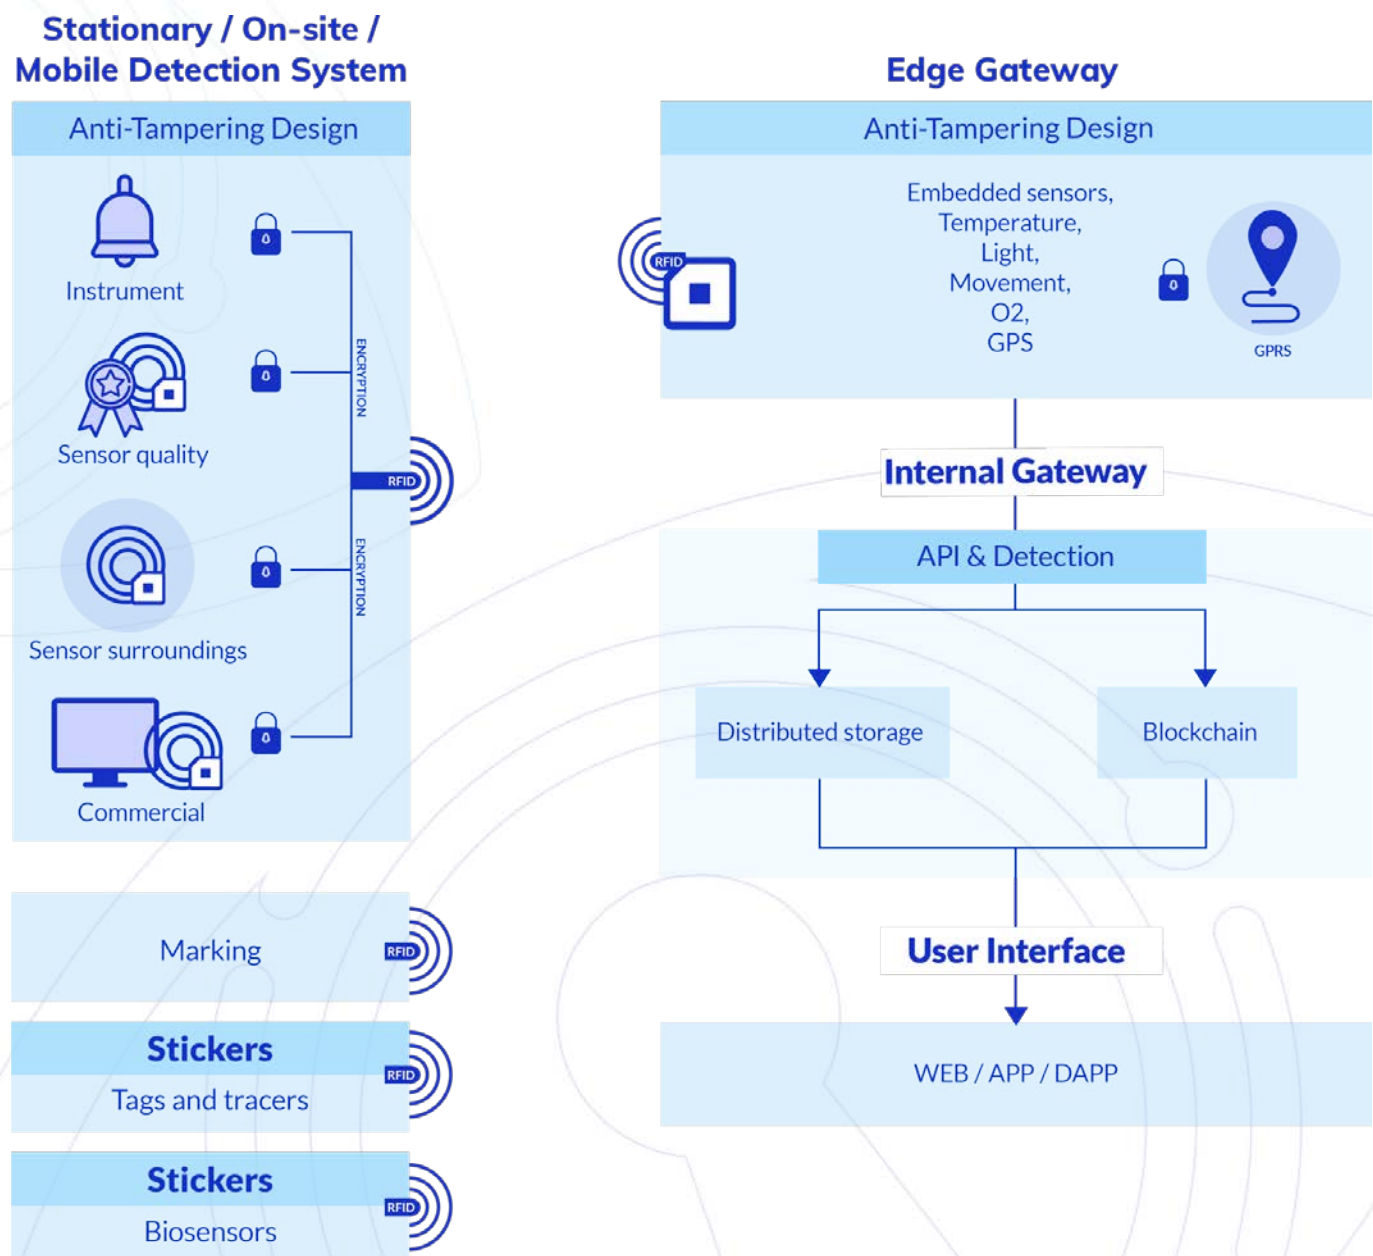 Stationary / On-site /
Mobile Detection System
Anti-Tampering Design
Instrument
Sensor quality
Sensor surroundings
Commercial
ENCRYPTION
RFID
ENCRYPTION
Marking
RFID
Stickers
Tags and tracers
RFID
Stickers
Biosensors
RFID
Edge Gateway
Anti-Tampering Design
RFID
Embedded sensors,
Temperature,
Light,
Movement,
O2,
GPS
GPRS
Internal Gateway
API & Detection
Distributed storage
Blockchain
User Interface
WEB / APP / DAPP